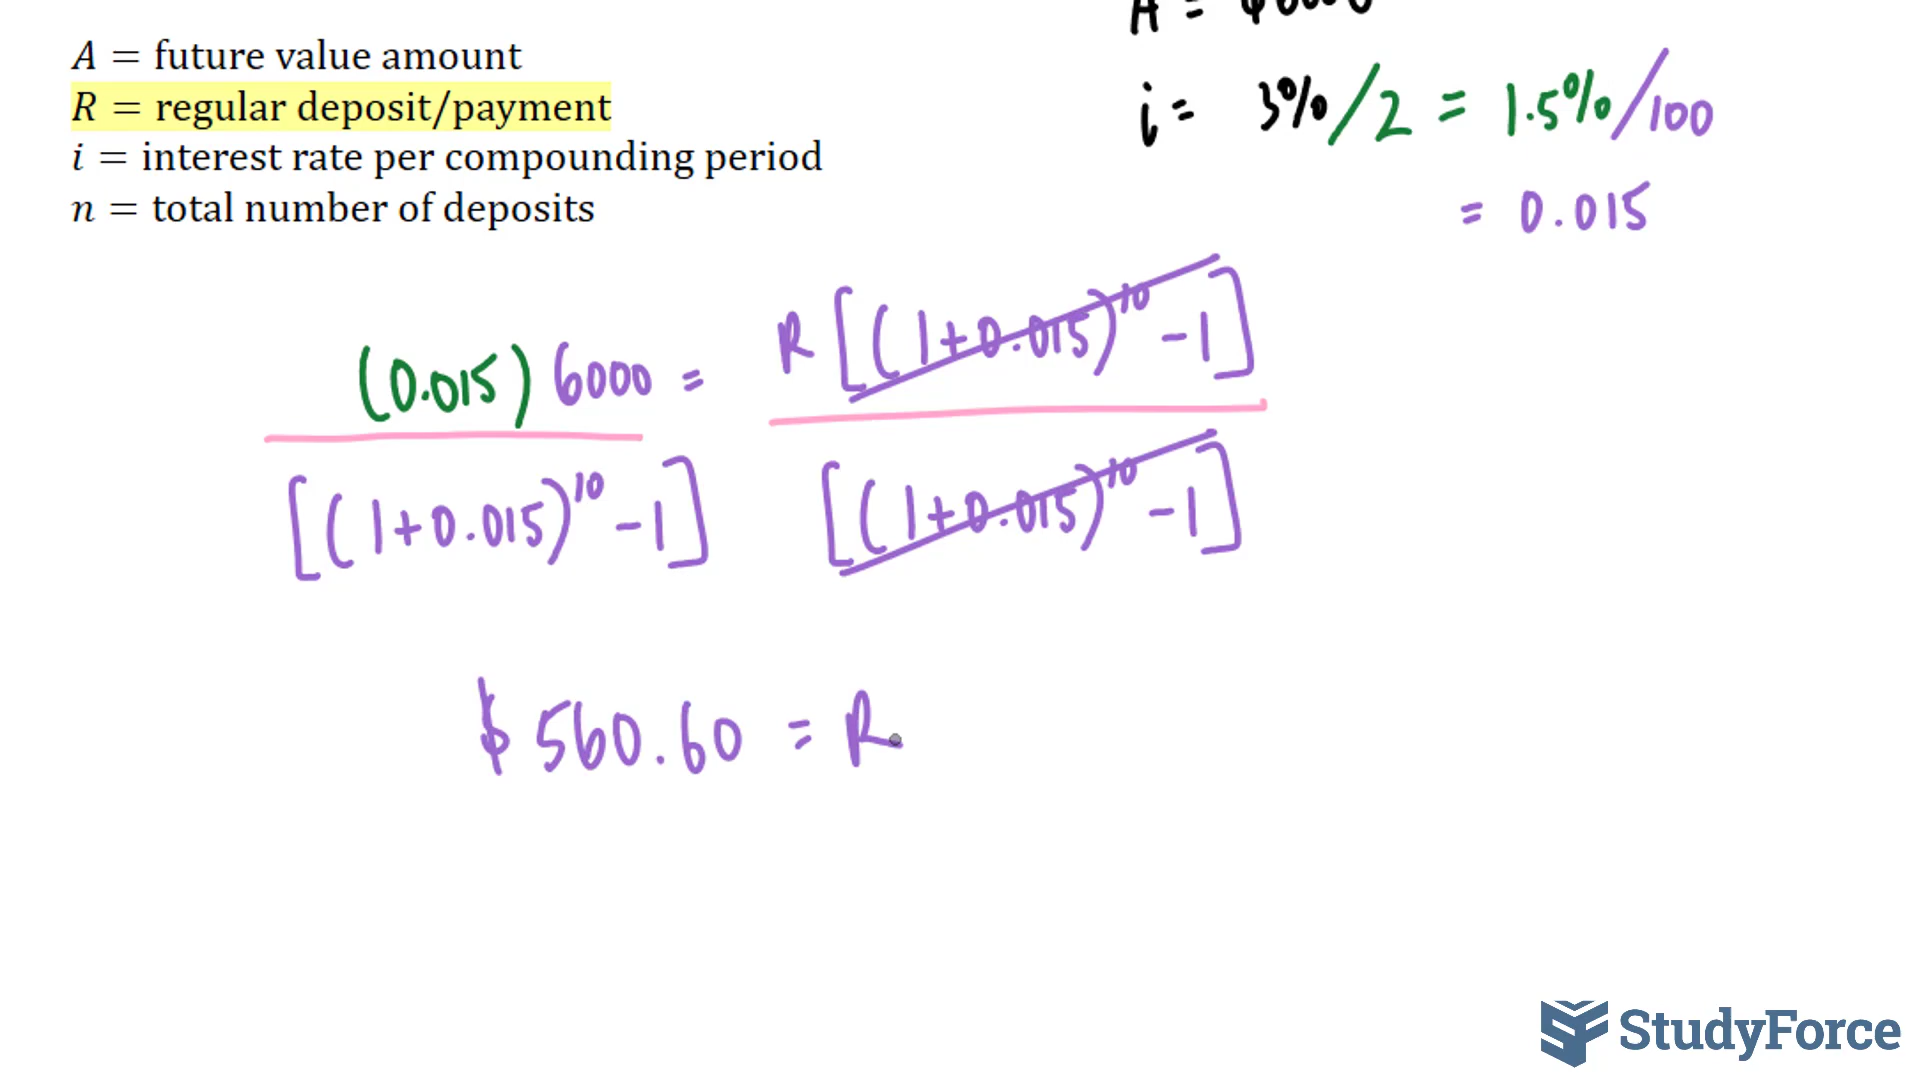 A = $6000
A = future value amount
R = regular deposit/payment
i = interest rate per compounding period
n = total number of deposits
i = 3%/2 = 1.5%/100
= 0.015
(0.015) 6000 = R[(1+0.015)^10 -1]
[(1+0.015)^10 -1] [(1+0.015)^10 -1]
$560.60 = R
StudyForce